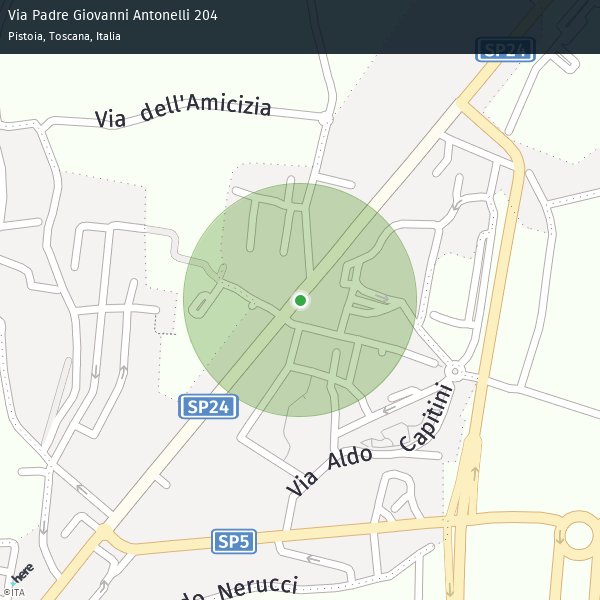 Via Padre Giovanni Antonelli 204
Pistoia, Toscana, Italia
SP24
Via dell'Amicizia
SP24
Via Aldo Capitini
SP5
do Nerucci
here
©ITA